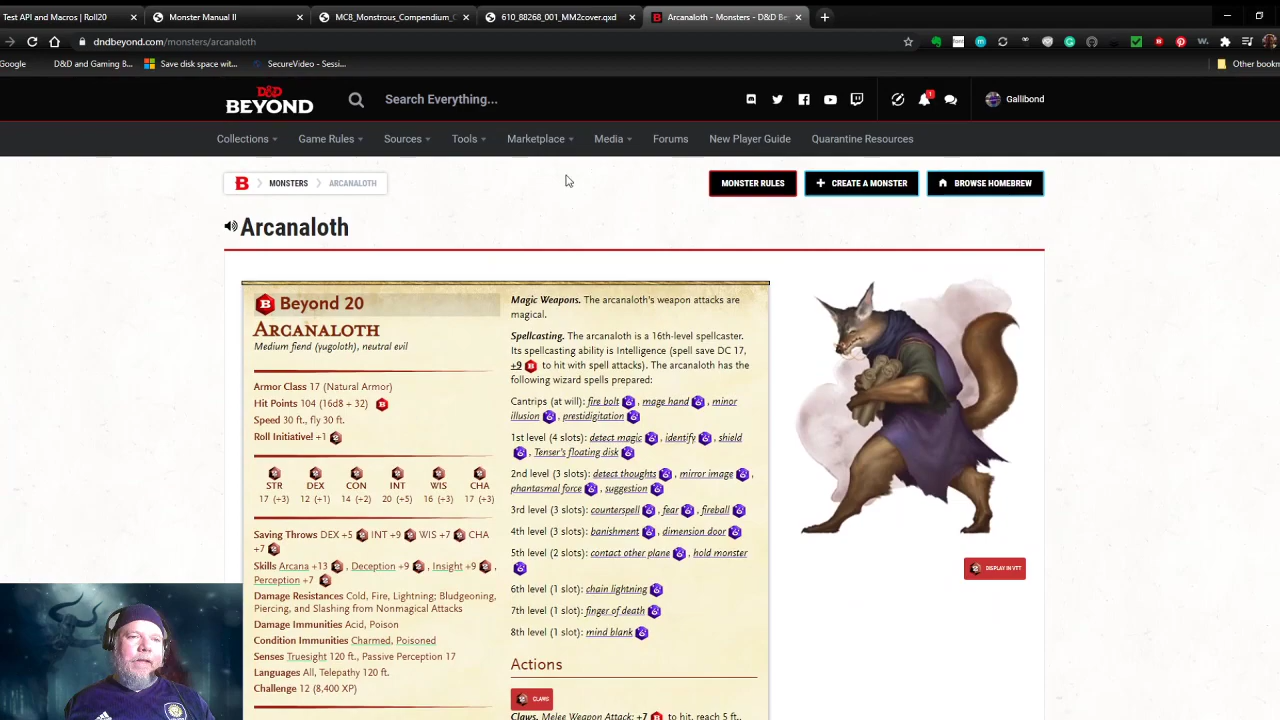 Test API and Macros | Roll20
Monster Manual II
MC8_Monstrous_Compendium_C
610_88268_001_MM2cover.qxd
Arcanaloth - Monsters - D&D Be
dndbeyond.com/monsters/arcanaloth
Google
D&D and Gaming B...
Save disk space wit...
SecureVideo - Sessi...
Other bookm
D&D BEYOND
Search Everything...
1
Gallibond
Collections
Game Rules
Sources
Tools
Marketplace
Media
Forums
New Player Guide
Quarantine Resources
B
MONSTERS
ARCANALOTH
MONSTER RULES
CREATE A MONSTER
BROWSE HOMEBREW
Arcanaloth
Beyond 20
ARCANALOTH
Medium fiend (yugoloth), neutral evil
Armor Class 17 (Natural Armor)
Hit Points 104 (16d8 + 32)
Speed 30 ft., fly 30 ft.
Roll Initiative! +1
STR DEX CON INT WIS CHA
17 (+3) 12 (+1) 14 (+2) 20 (+5) 16 (+3) 17 (+3)
Saving Throws DEX +5 INT +9 WIS +7 CHA
+7
Skills Arcana +13 , Deception +9 , Insight +9 ,
Perception +7
Damage Resistances Cold, Fire, Lightning; Bludgeoning,
Piercing, and Slashing from Nonmagical Attacks
Damage Immunities Acid, Poison
Condition Immunities Charmed, Poisoned
Senses Truesight 120 ft., Passive Perception 17
Languages All, Telepathy 120 ft.
Challenge 12 (8,400 XP)
Magic Weapons. The arcanaloth's weapon attacks are
magical.
Spellcasting. The arcanaloth is a 16th-level spellcaster.
Its spellcasting ability is Intelligence (spell save DC 17,
+9 to hit with spell attacks). The arcanaloth has the
following wizard spells prepared:
Cantrips (at will): fire bolt , mage hand , minor
illusion , prestidigitation
1st level (4 slots): detect magic , identify , shield
, Tenser's floating disk
2nd level (3 slots): detect thoughts , mirror image ,
phantasmal force , suggestion
3rd level (3 slots): counterspell , fear , fireball
4th level (3 slots): banishment , dimension door
5th level (2 slots): contact other plane , hold monster
6th level (1 slot): chain lightning
7th level (1 slot): finger of death
8th level (1 slot): mind blank
Actions
CLAWS
Claws. Melee Weapon Attack: +7 to hit, reach 5 ft.,
DISPLAY IN VTT